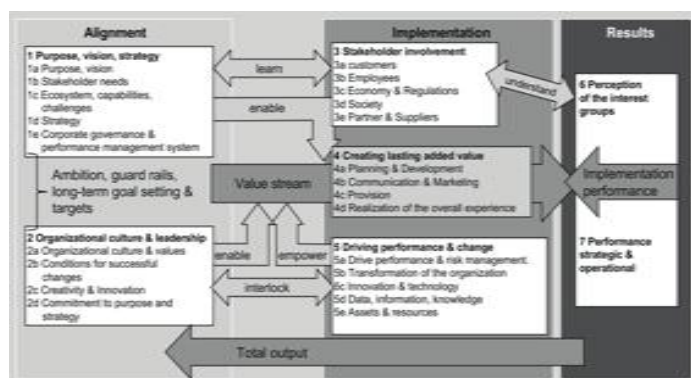 Alignment
1 Purpose, vision, strategy
1a Purpose, vision
1b Stakeholder needs
1c Ecosystem, capabilities,
challenges
1d Strategy
1e Corporate governance &
performance management system
Ambition, guard rails,
long-term goal setting &
targets
2 Organizational culture & leadership
2a Organizational culture & values
2b Conditions for successful
changes
2c Creativity & Innovation
2d Commitment to purpose and
strategy
learn
enable
Value stream
enable
empower
interlock
Implementation
3 Stakeholder involvement
3a customers
3b Employees
3c Economy & Regulations
3d Society
3e Partner & Suppliers
4 Creating lasting added value
4a Planning & Development
4b Communication & Marketing
4c Provision
4d Realization of the overall experience
5 Driving performance & change
5a Drive performance & risk management.
5b Transformation of the organization
5c Innovation & technology
5d Data, information, knowledge
5e Assets & resources
understand
Results
6 Perception
of the interest
groups
Implementation
performance
7 Performance
strategic &
operational
Total output